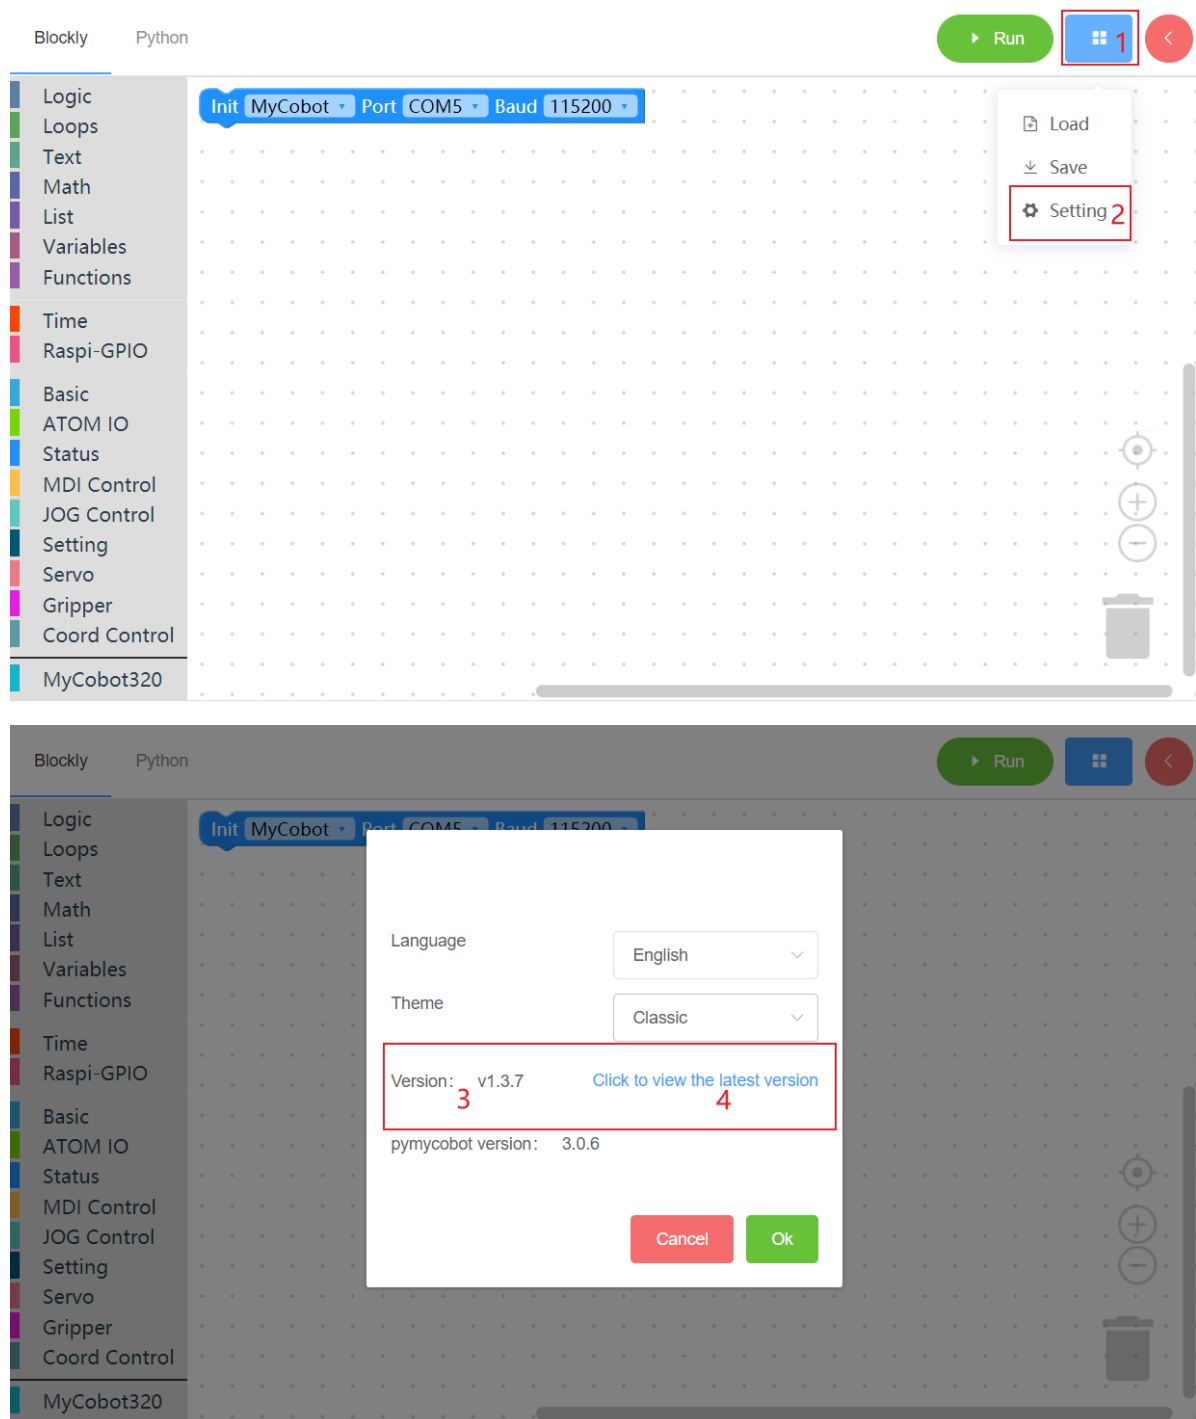 Blockly Python Run 1
Init MyCobot Port COM5 Baud 115200
Logic
Loops
Text
Math
List
Variables
Functions
Time
Raspi-GPIO
Basic
ATOM IO
Status
MDI Control
JOG Control
Setting
Servo
Gripper
Coord Control
MyCobot320
Load
Save
Setting 2
Blockly Python Run
Init MyCobot Port COM5 Baud 115200
Logic
Loops
Text
Math
List
Variables
Functions
Time
Raspi-GPIO
Basic
ATOM IO
Status
MDI Control
JOG Control
Setting
Servo
Gripper
Coord Control
MyCobot320
Language English
Theme Classic
Version: v1.3.7 Click to view the latest version
3 4
pymycobot version: 3.0.6
Cancel Ok